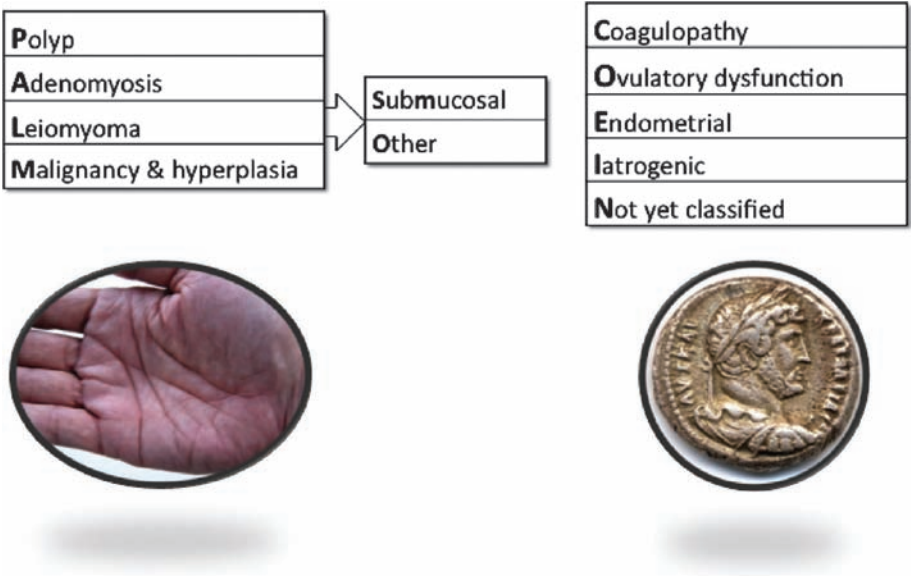 Polyp
Adenomyosis
Leiomyoma
Malignancy & hyperplasia
Submucosal
Other
Coagulopathy
Ovulatory dysfunction
Endometrial
Iatrogenic
Not yet classified